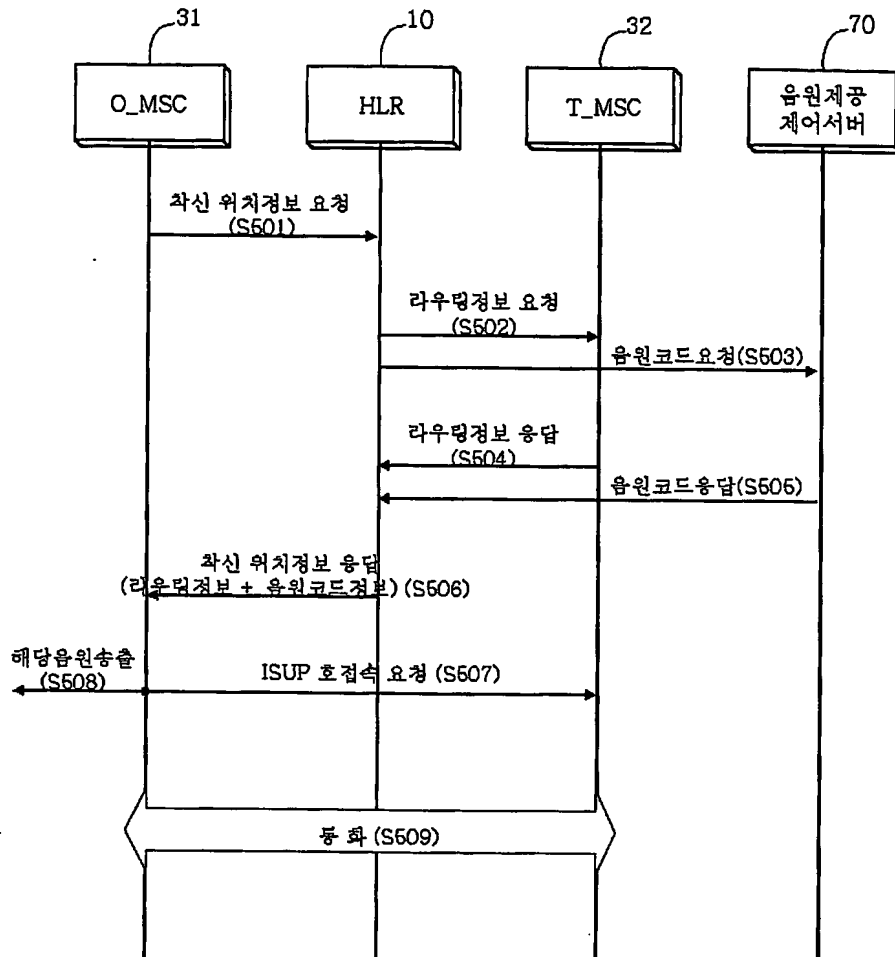 31
10
32
70
O_MSC
HLR
T_MSC
음원제공
제어서버
착신 위치정보 요청
(S501)
라우팅정보 요청
(S502)
음원코드요청(S503)
라우팅정보 응답
(S504)
음원코드응답(S505)
착신 위치정보 응답
(라우팅정보 + 음원코드정보) (S506)
해당음원송출
(S508)
ISUP 호접속 요청 (S507)
통 화 (S509)